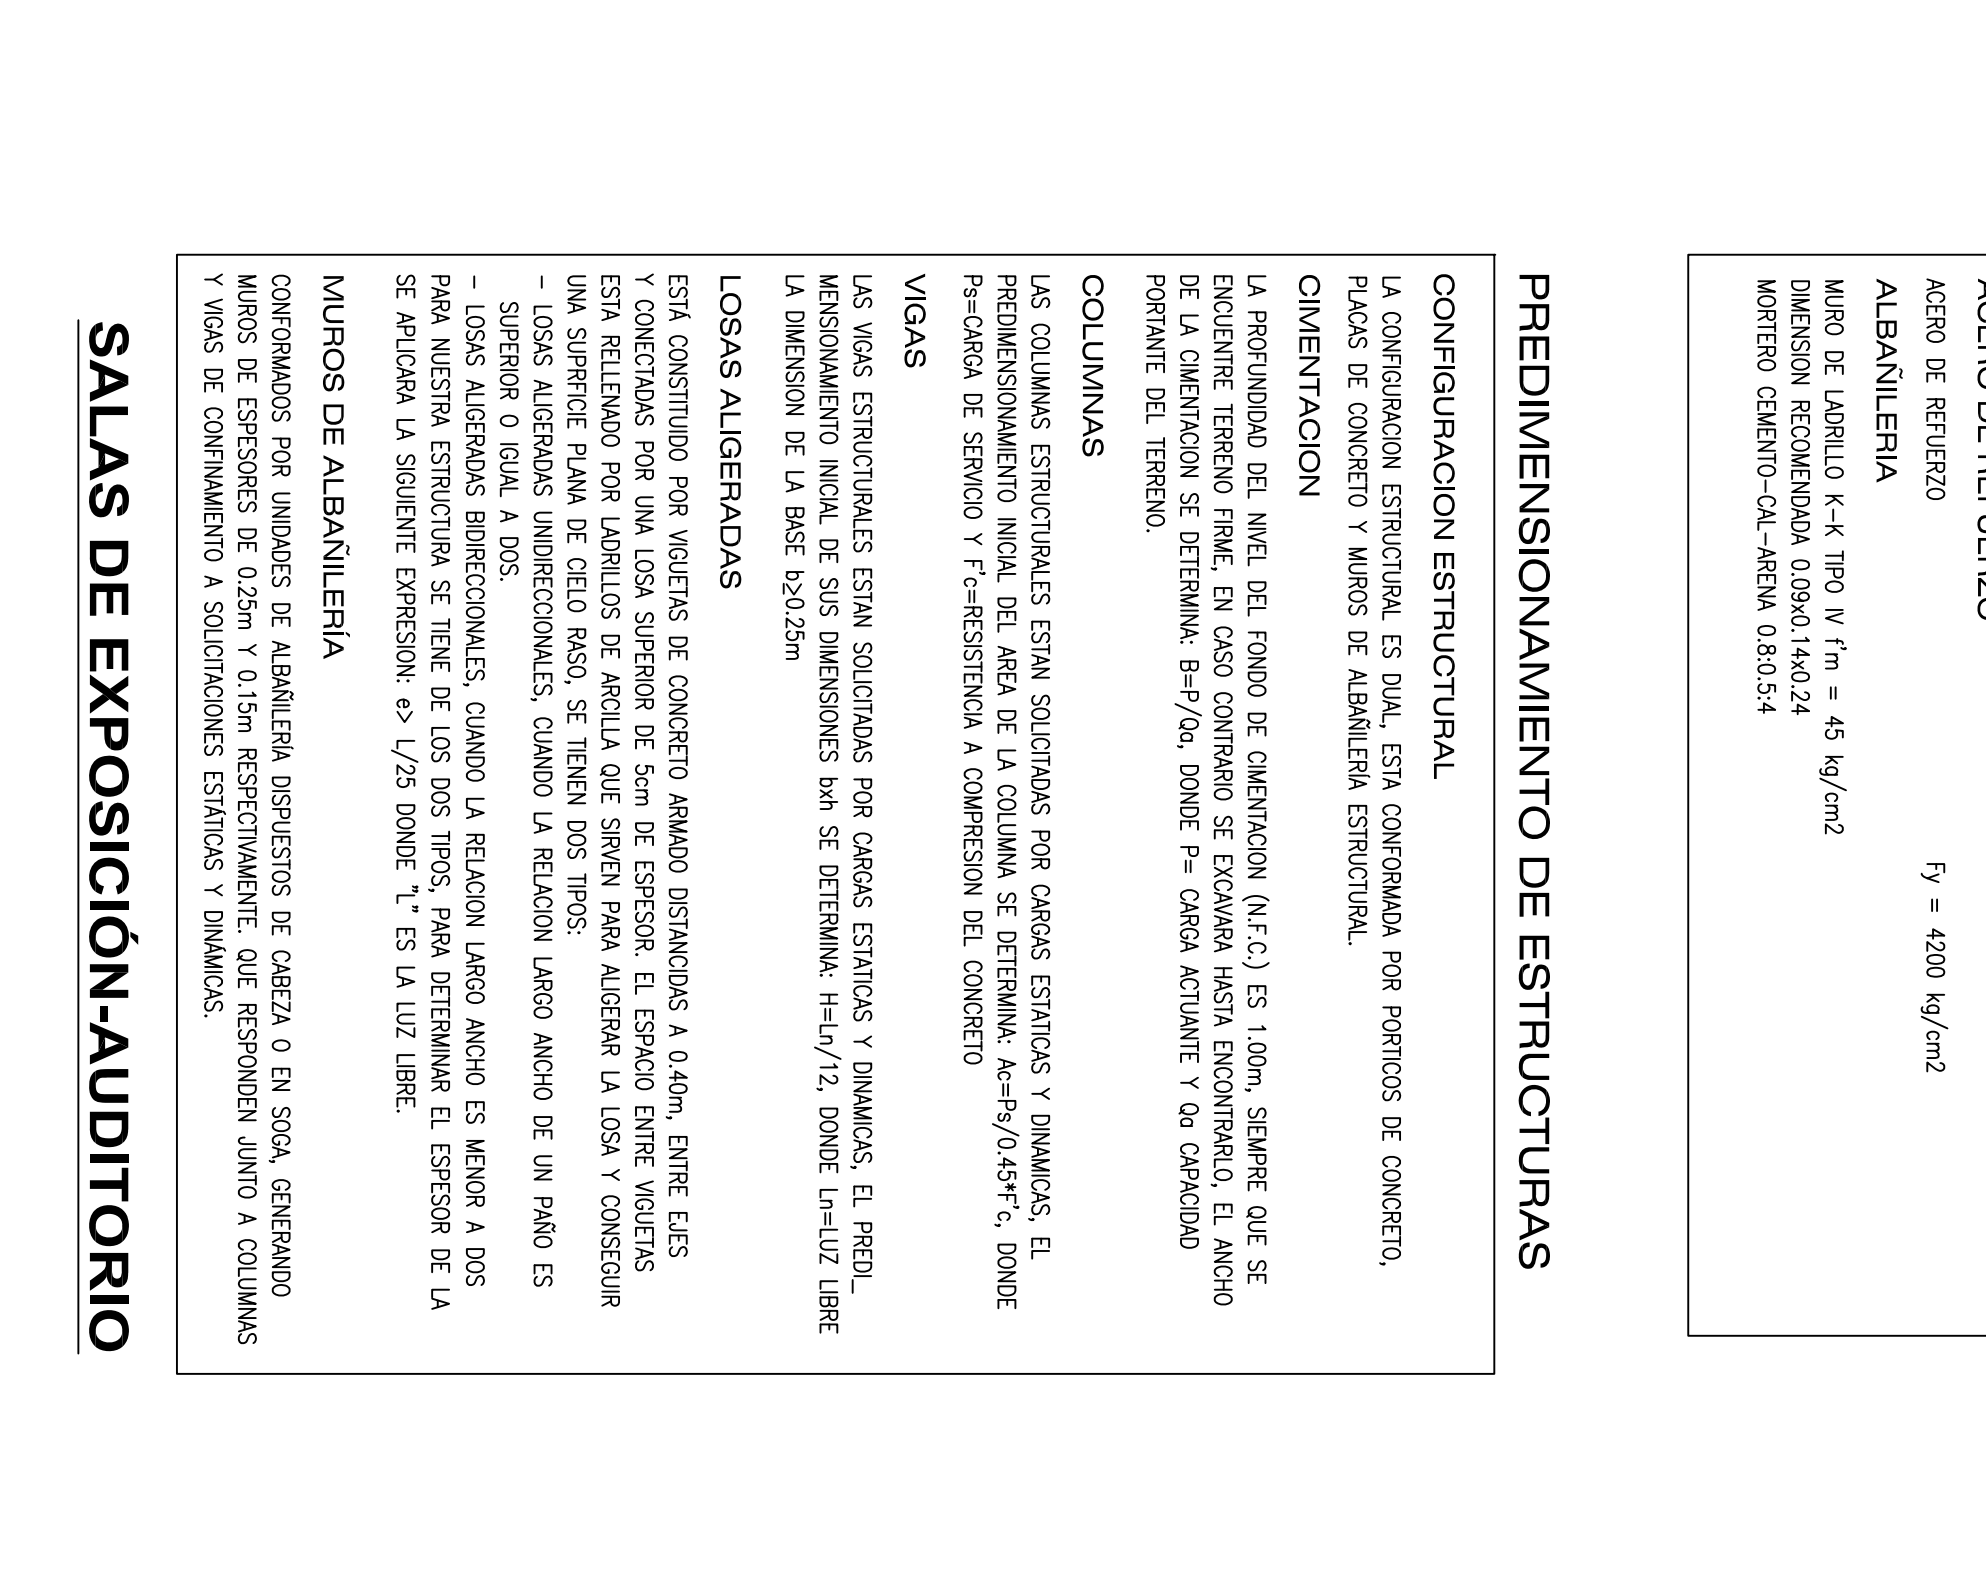 ACERO DE REFUERZO
ACERO DE REFUERZO Fy = 4200 kg/cm2
ALBAÑILERIA
MURO DE LADRILLO K-K TIPO IV f'm = 45 kg/cm2
DIMENSION RECOMENDADA 0.09x0.14x0.24
MORTERO CEMENTO-CAL-ARENA 0.8:0.5:4
PREDIMENSIONAMIENTO DE ESTRUCTURAS
CONFIGURACION ESTRUCTURAL
LA CONFIGURACION ESTRUCTURAL ES DUAL, ESTA CONFORMADA POR PORTICOS DE CONCRETO,
PLACAS DE CONCRETO Y MUROS DE ALBAÑILERÍA ESTRUCTURAL.
CIMENTACION
LA PROFUNDIDAD DEL NIVEL DEL FONDO DE CIMENTACION (N.F.C.) ES 1.00m, SIEMPRE QUE SE
ENCUENTRE TERRENO FIRME, EN CASO CONTRARIO SE EXCAVARA HASTA ENCONTRARLO, EL ANCHO
DE LA CIMENTACION SE DETERMINA: B=P/Qa, DONDE P= CARGA ACTUANTE Y Qa CAPACIDAD
PORTANTE DEL TERRENO.
COLUMNAS
LAS COLUMNAS ESTRUCTURALES ESTAN SOLICITADAS POR CARGAS ESTATICAS Y DINAMICAS, EL
PREDIMENSIONAMIENTO INICIAL DEL AREA DE LA COLUMNA SE DETERMINA: Ac=Ps/0.45*F'c, DONDE
Ps=CARGA DE SERVICIO Y F'c=RESISTENCIA A COMPRESION DEL CONCRETO
VIGAS
LAS VIGAS ESTRUCTURALES ESTAN SOLICITADAS POR CARGAS ESTATICAS Y DINAMICAS, EL PREDI_
MENSIONAMIENTO INICIAL DE SUS DIMENSIONES bxh SE DETERMINA: H=Ln/12, DONDE Ln=LUZ LIBRE
LA DIMENSION DE LA BASE b≥0.25m
LOSAS ALIGERADAS
ESTÁ CONSTITUIDO POR VIGUETAS DE CONCRETO ARMADO DISTANCIDAS A 0.40m, ENTRE EJES
Y CONECTADAS POR UNA LOSA SUPERIOR DE 5cm DE ESPESOR. EL ESPACIO ENTRE VIGUETAS
ESTA RELLENADO POR LADRILLOS DE ARCILLA QUE SIRVEN PARA ALIGERAR LA LOSA Y CONSEGUIR
UNA SUPRFICIE PLANA DE CIELO RASO, SE TIENEN DOS TIPOS:
- LOSAS ALIGERADAS UNIDIRECCIONALES, CUANDO LA RELACION LARGO ANCHO DE UN PAÑO ES
SUPERIOR O IGUAL A DOS.
- LOSAS ALIGERADAS BIDIRECCIONALES, CUANDO LA RELACION LARGO ANCHO ES MENOR A DOS
PARA NUESTRA ESTRUCTURA SE TIENE DE LOS DOS TIPOS, PARA DETERMINAR EL ESPESOR DE LA
SE APLICARA LA SIGUIENTE EXPRESION: e> L/25 DONDE "L" ES LA LUZ LIBRE.
MUROS DE ALBAÑILERÍA
CONFORMADOS POR UNIDADES DE ALBAÑILERÍA DISPUESTOS DE CABEZA O EN SOGA, GENERANDO
MUROS DE ESPESORES DE 0.25m Y 0.15m RESPECTIVAMENTE. QUE RESPONDEN JUNTO A COLUMNAS
Y VIGAS DE CONFINAMIENTO A SOLICITACIONES ESTÁTICAS Y DINÁMICAS.
SALAS DE EXPOSICIÓN-AUDITORIO